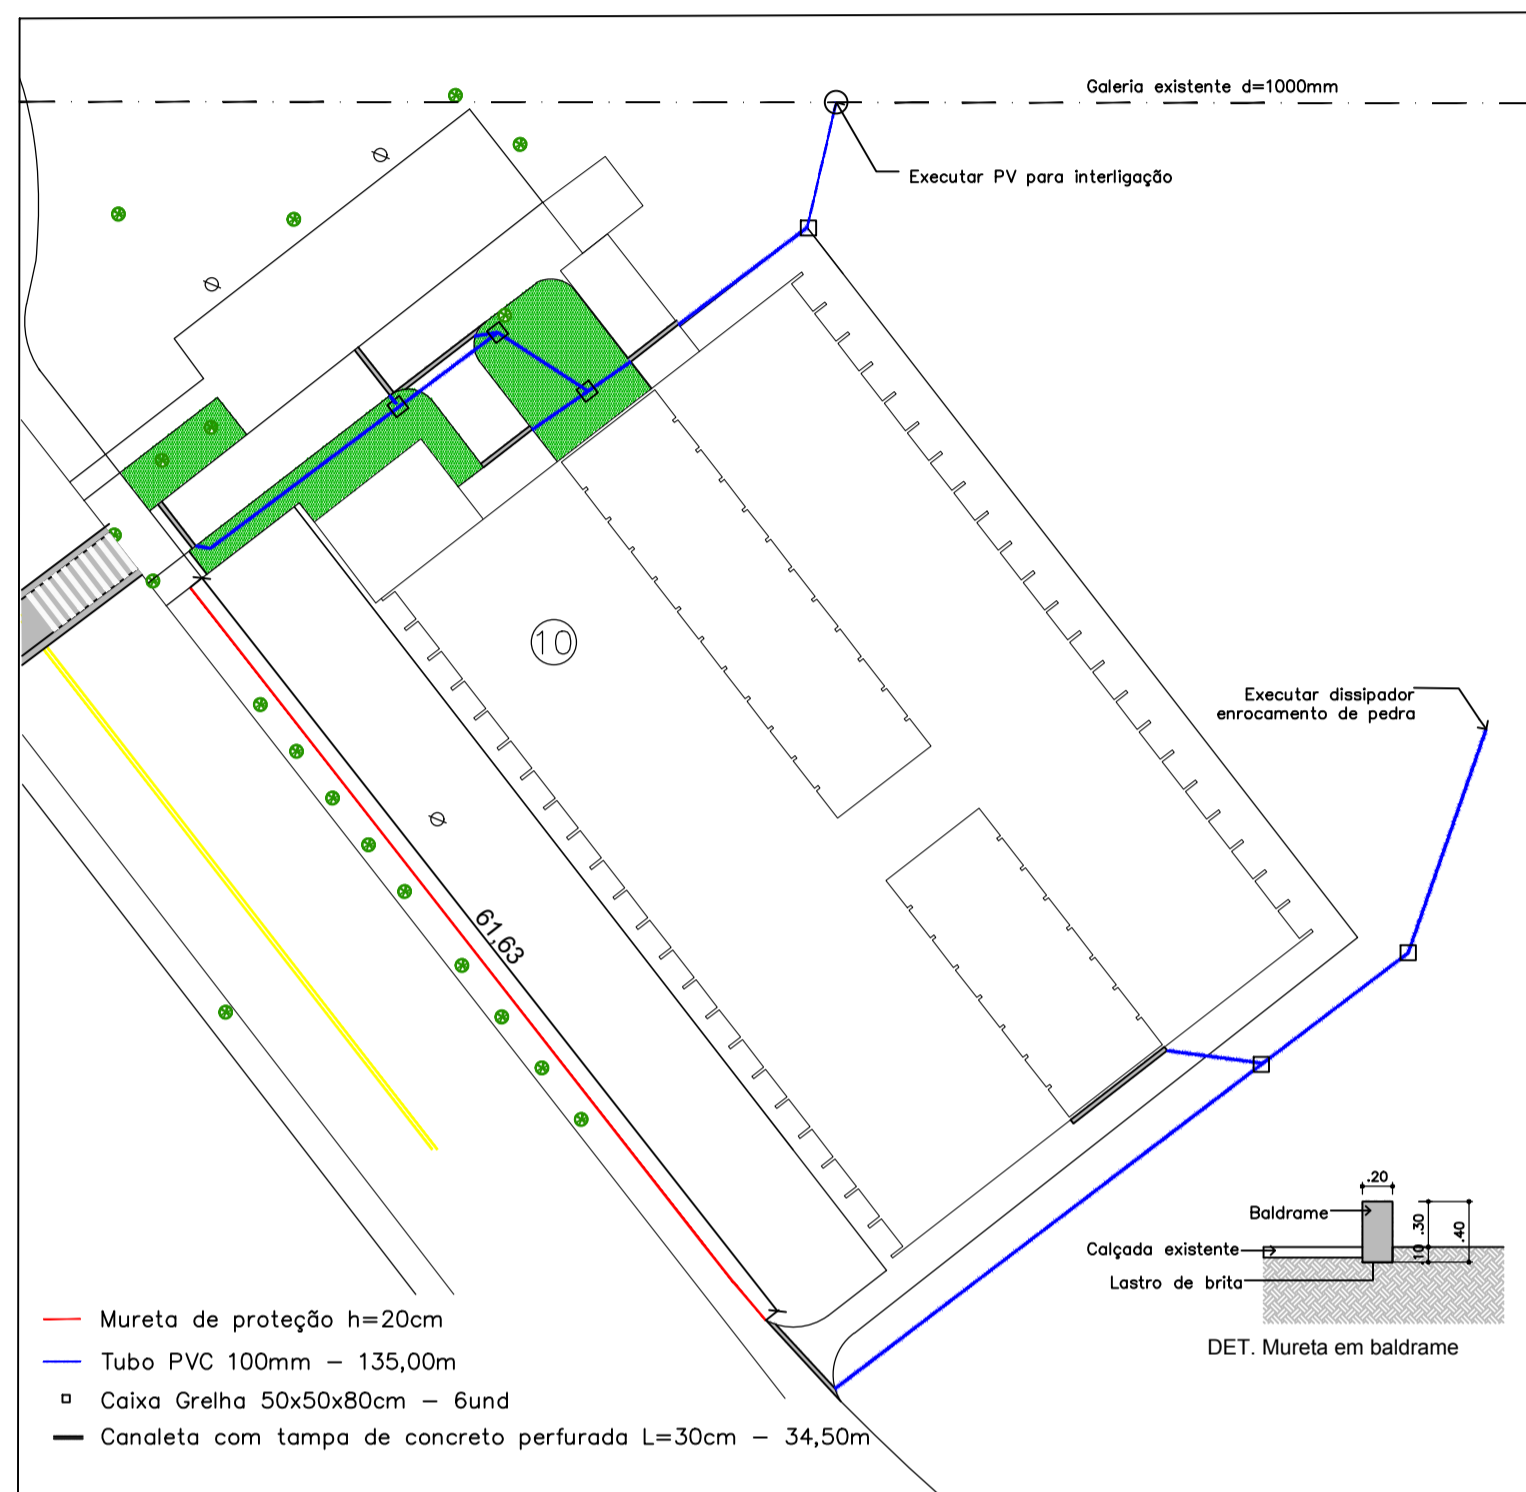 Galeria existente d=1000mm
Executar PV para interligação
10
Executar dissipador
enrocamento de pedra
61,63
.20
Baldrame
.30
.40
Calçada existente
.10
Lastro de brita
DET. Mureta em baldrame
Mureta de proteção h=20cm
Tubo PVC 100mm – 135,00m
Caixa Grelha 50x50x80cm – 6und
Canaleta com tampa de concreto perfurada L=30cm – 34,50m